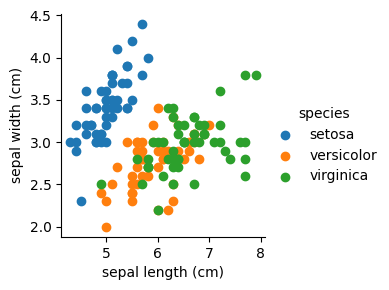 4.5
4.0
3.5
3.0
2.5
2.0
sepal width (cm)
5
6
7
8
sepal length (cm)
species
setosa
versicolor
virginica